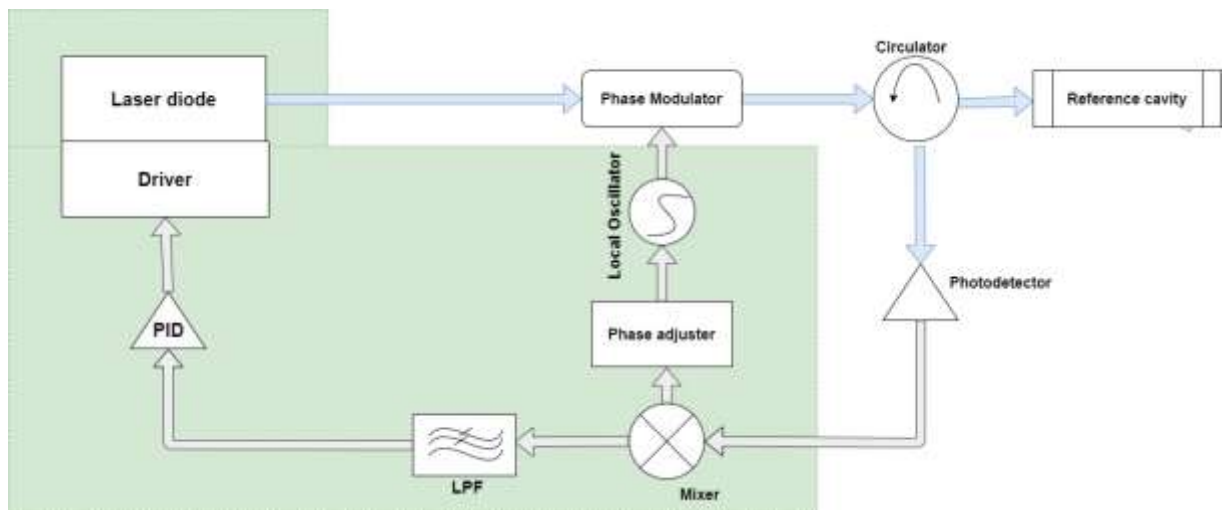 Circulator
Laser diode
Phase Modulator
Reference cavity
Driver
Local Oscillator
Photodetector
PID
Phase adjuster
LPF
Mixer